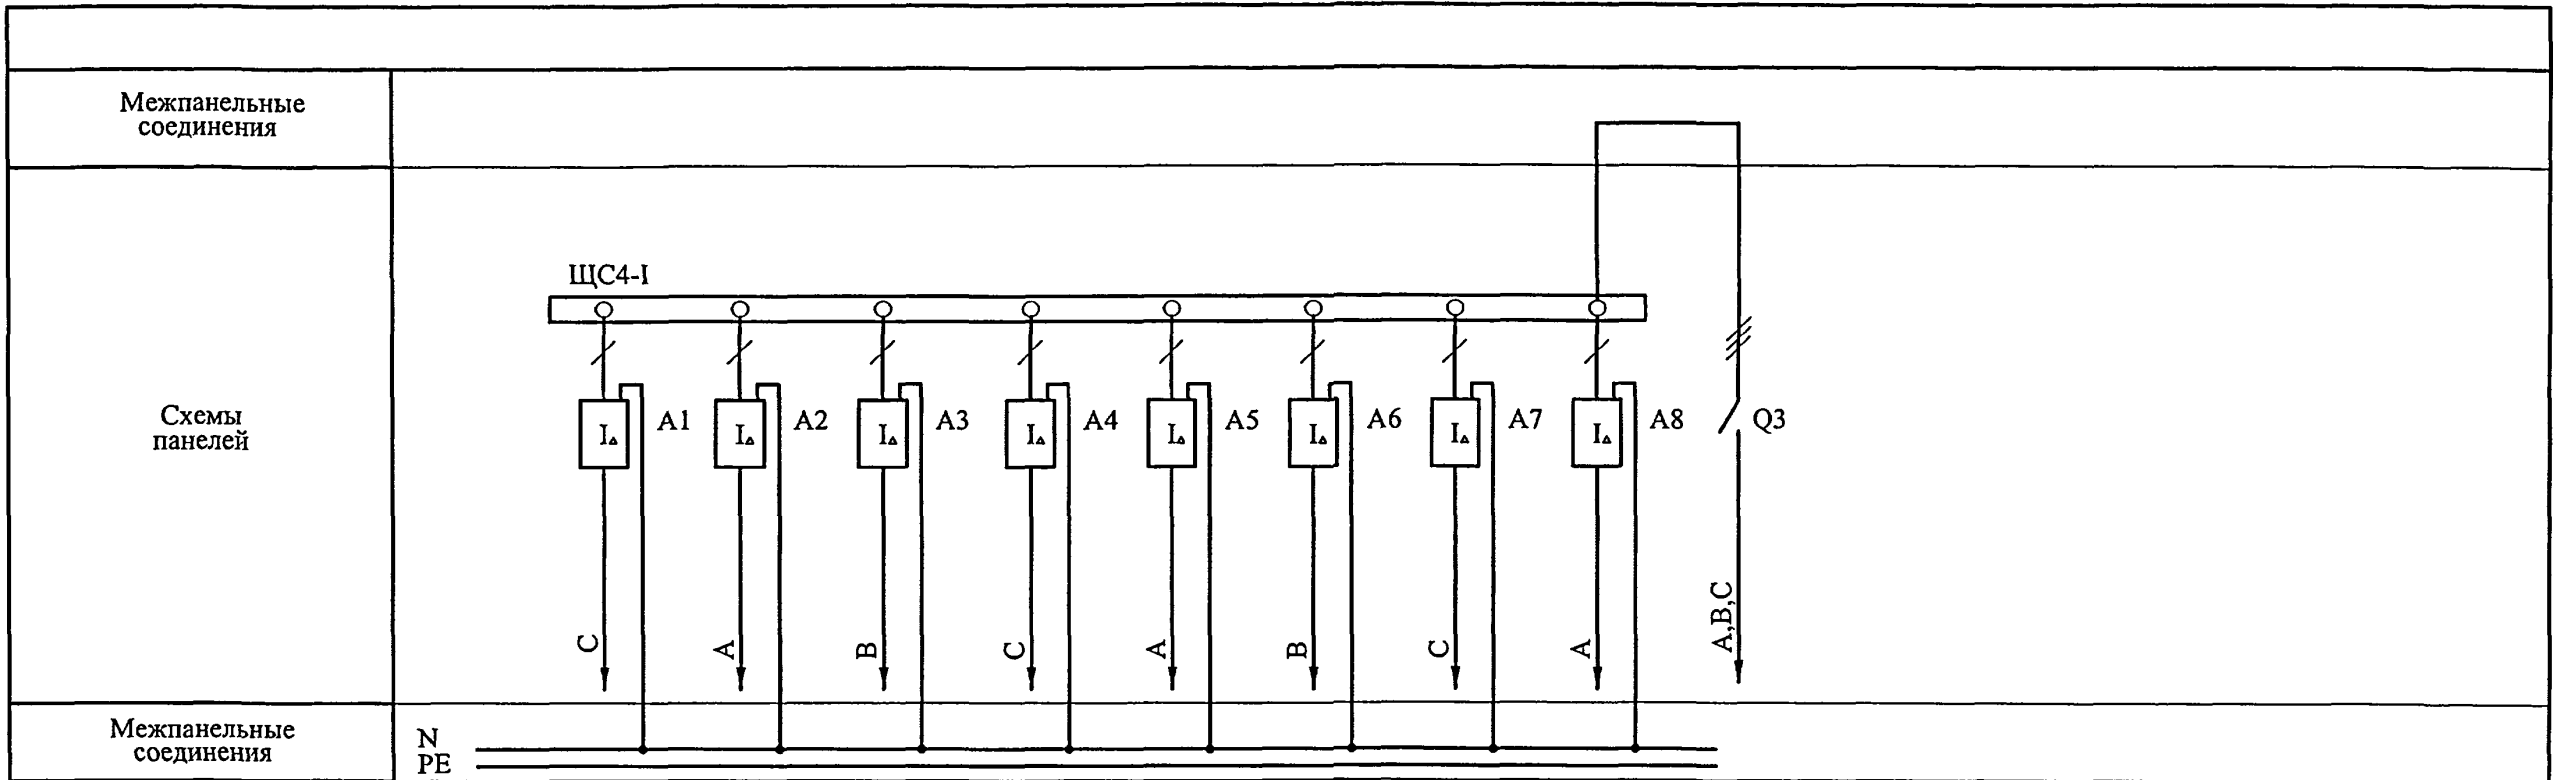 Межпанельные
соединения
ЩС4-I
Схемы
панелей
I∆ A1
I∆ A2
I∆ A3
I∆ A4
I∆ A5
I∆ A6
I∆ A7
I∆ A8
Q3
C
A
B
C
A
B
C
A
A,B,C
Межпанельные
соединения
N
PE